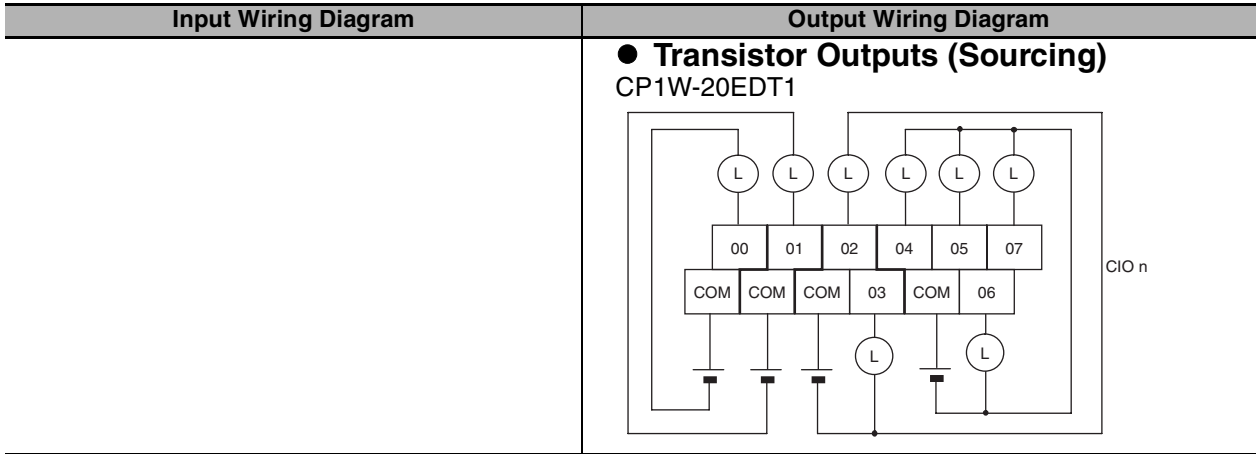 Input Wiring Diagram
Output Wiring Diagram
● Transistor Outputs (Sourcing)
CP1W-20EDT1
L L L L L L
00 01 02 04 05 07
CIO n
COM COM COM 03 COM 06
L L